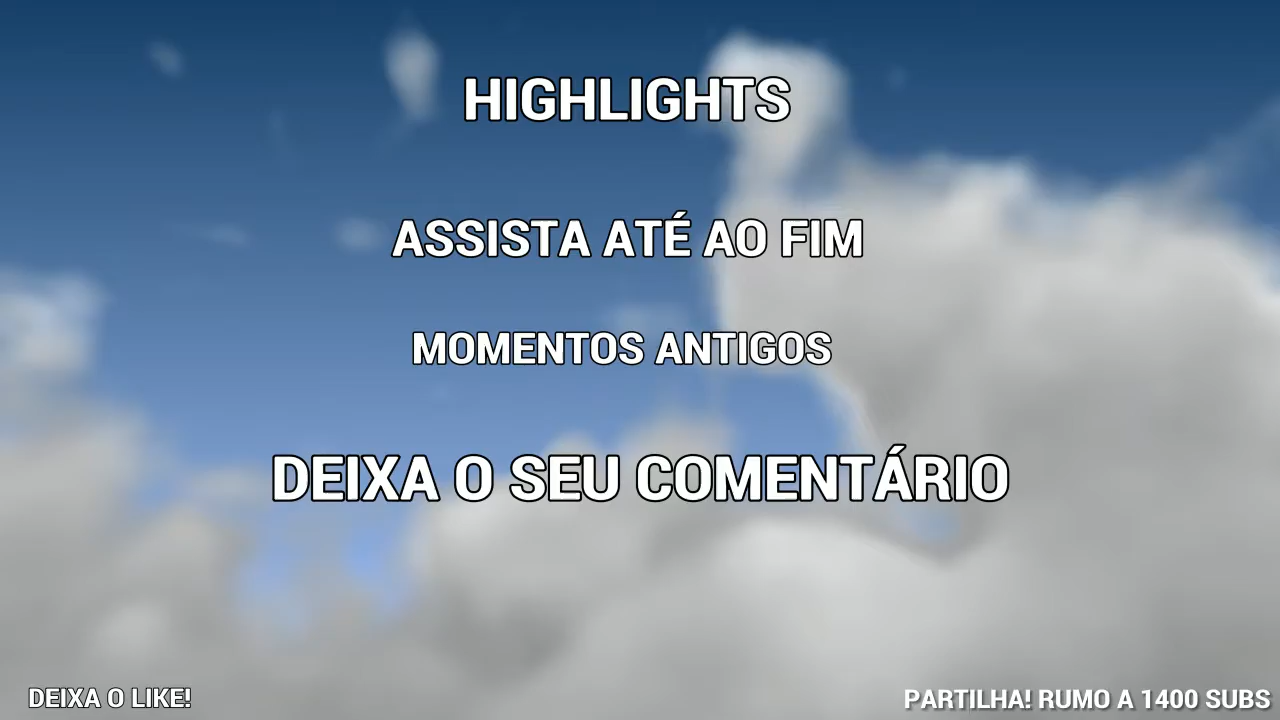 HIGHLIGHTS
ASSISTA ATÉ AO FIM
MOMENTOS ANTIGOS
DEIXA O SEU COMENTÁRIO
DEIXA O LIKE!
PARTILHA! RUMO A 1400 SUBS